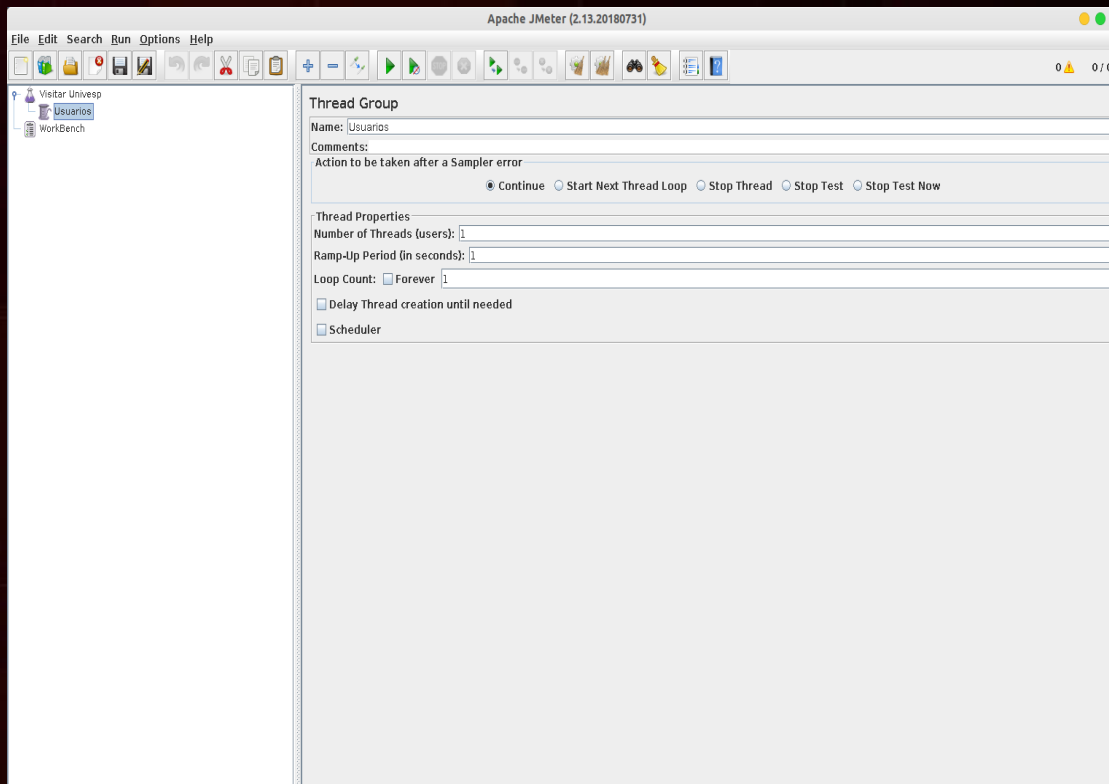 Apache JMeter (2.13.20180731)
File Edit Search Run Options Help
0 0 /
Visitar Univesp
Usuarios
WorkBench
Thread Group
Name: Usuarios
Comments:
Action to be taken after a Sampler error
Continue Start Next Thread Loop Stop Thread Stop Test Stop Test Now
Thread Properties
Number of Threads (users): 1
Ramp-Up Period (in seconds): 1
Loop Count: Forever 1
Delay Thread creation until needed
Scheduler